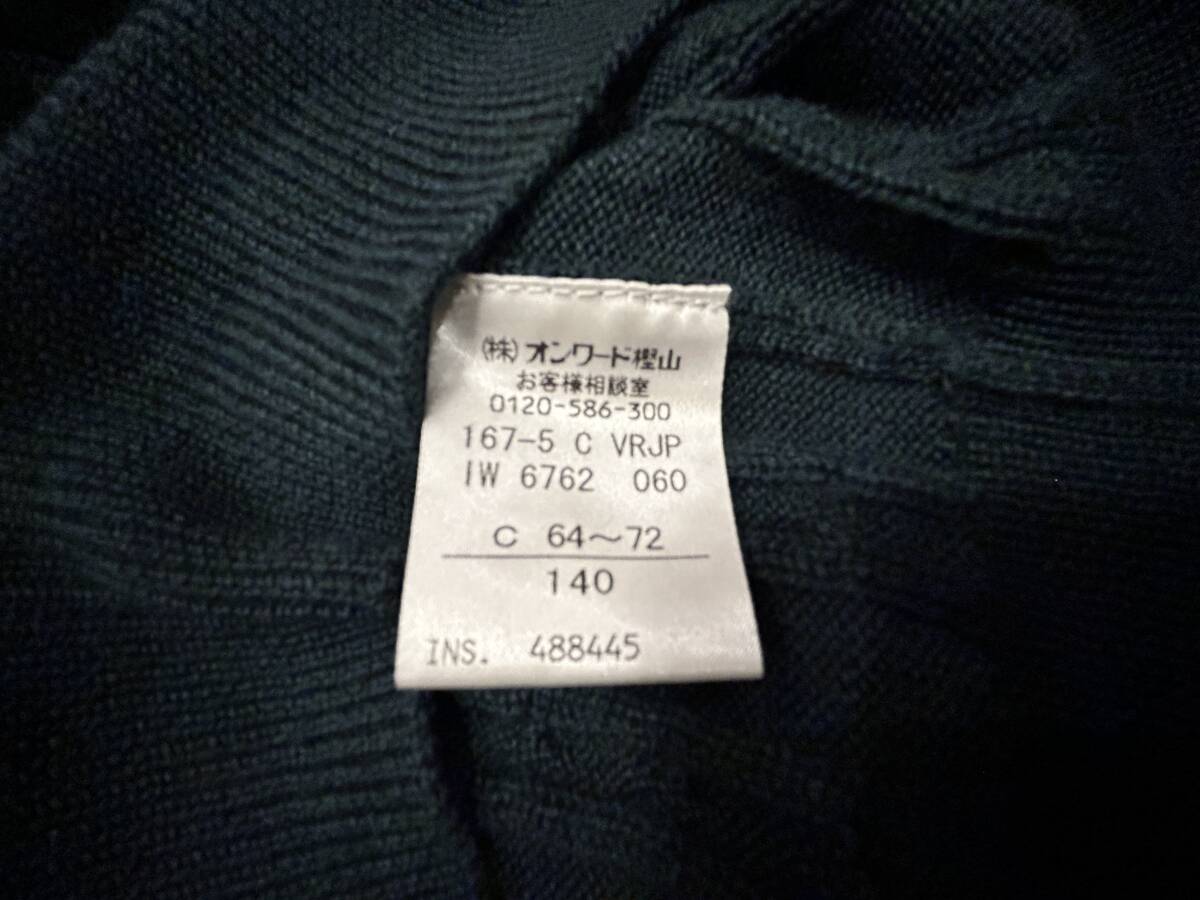 (株)オンワード樫山
お客様相談室
0120-586-300
167-5 C VRJP
IW 6762 060
C 64～72
140
INS. 488445